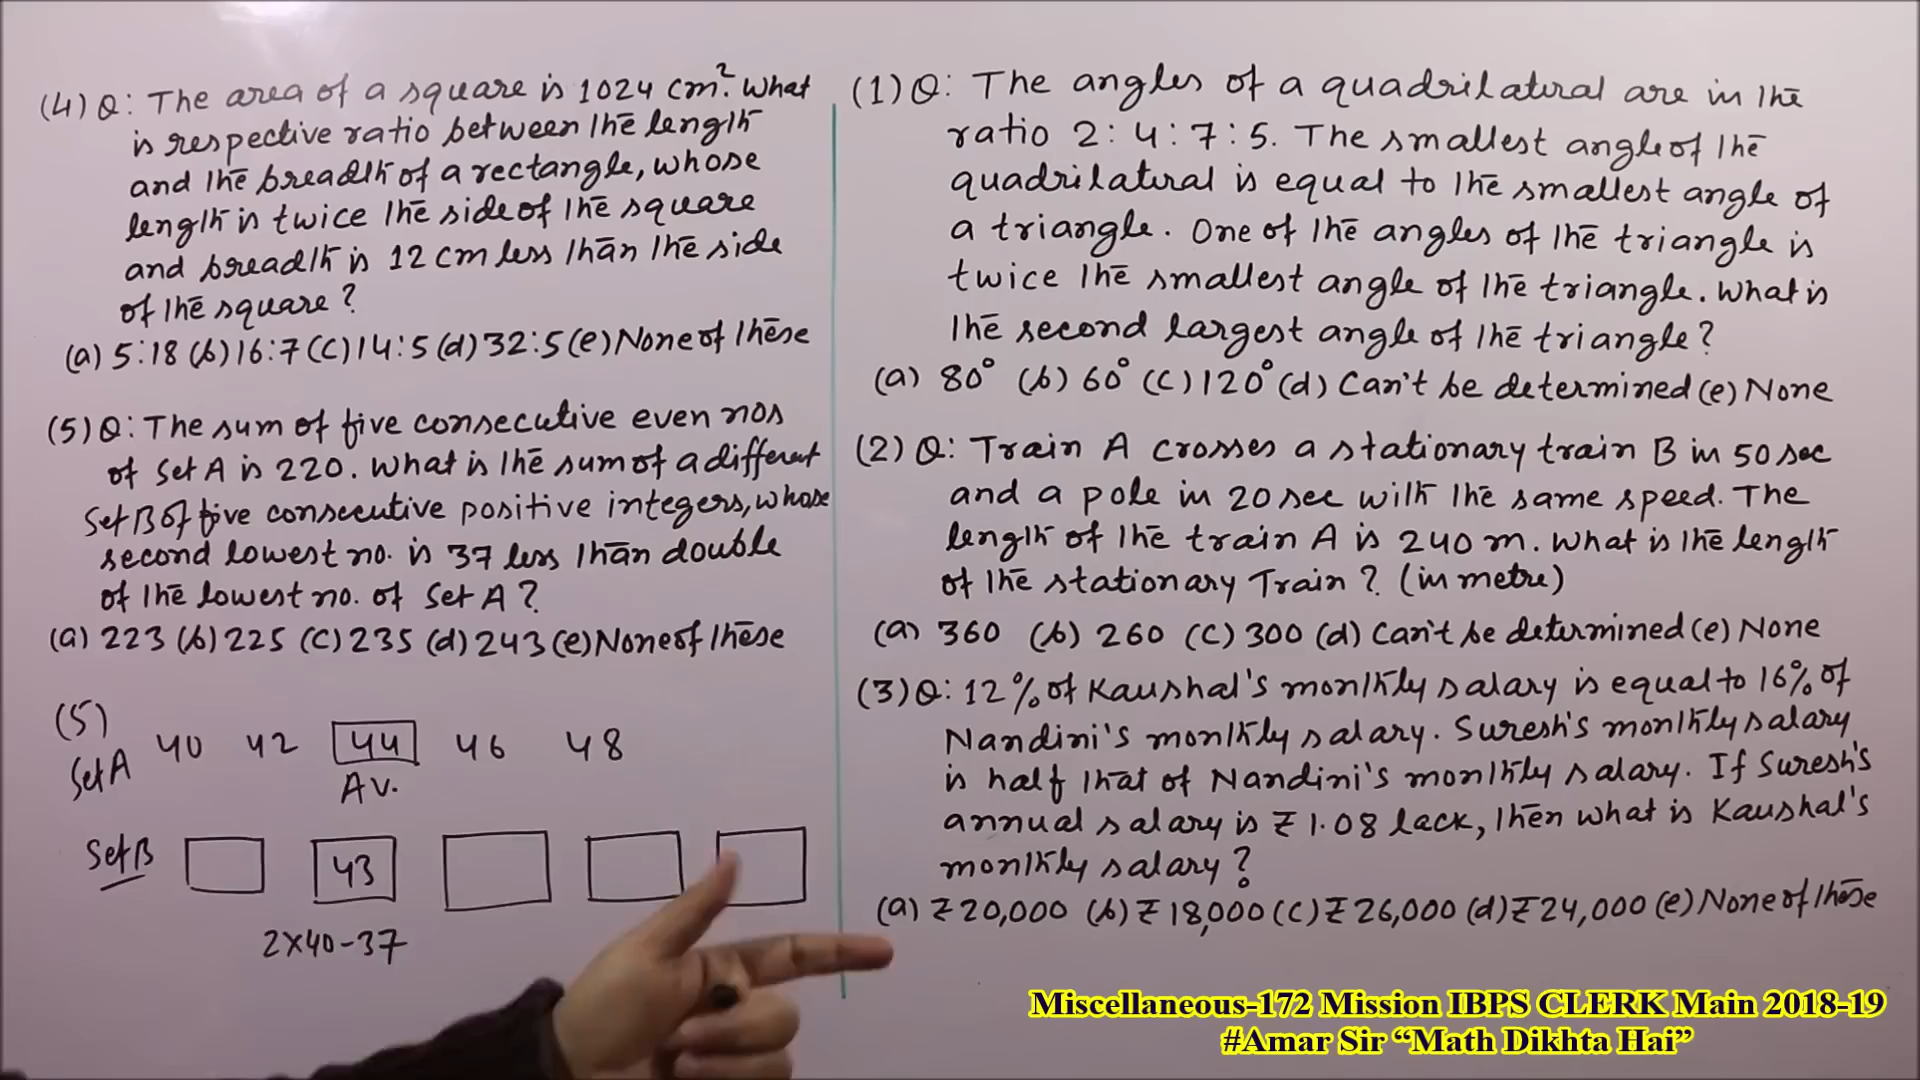 (4) Q: The area of a square is 1024 cm². What
is respective ratio between the length
and the breadth of a rectangle, whose
length is twice the side of the square
and breadth is 12 cm less than the side
of the square?
(a) 5:18 (b) 16:7 (c) 14:5 (d) 32:5 (e) None of these
(5) Q: The sum of five consecutive even nos
of Set A is 220. What is the sum of a different
Set B of five consecutive positive integers, whose
second lowest no. is 37 less than double
of the lowest no. of Set A?
(a) 223 (b) 225 (c) 235 (d) 243 (e) None of these
(5)
Set A 40 42 44 46 48
Av.
Set B 43
2×40-37
(1) Q: The angles of a quadrilateral are in the
ratio 2:4:7:5. The smallest angle of the
quadrilateral is equal to the smallest angle of
a triangle. One of the angles of the triangle is
twice the smallest angle of the triangle. What is
the second largest angle of the triangle?
(a) 80° (b) 60° (c) 120° (d) Can't be determined (e) None
(2) Q: Train A crosses a stationary train B in 50 sec
and a pole in 20 sec with the same speed. The
length of the train A is 240 m. What is the length
of the stationary Train? (in metre)
(a) 360 (b) 260 (c) 300 (d) Can't be determined (e) None
(3) Q: 12% of Kaushal's monthly salary is equal to 16% of
Nandini's monthly salary. Suresh's monthly salary
is half that of Nandini's monthly salary. If Suresh's
annual salary is ₹1.08 lack, then what is Kaushal's
monthly salary?
(a) ₹20,000 (b) ₹18,000 (c) ₹26,000 (d) ₹24,000 (e) None of these
Miscellaneous-172 Mission IBPS CLERK Main 2018-19
#Amar Sir “Math Dikhta Hai”